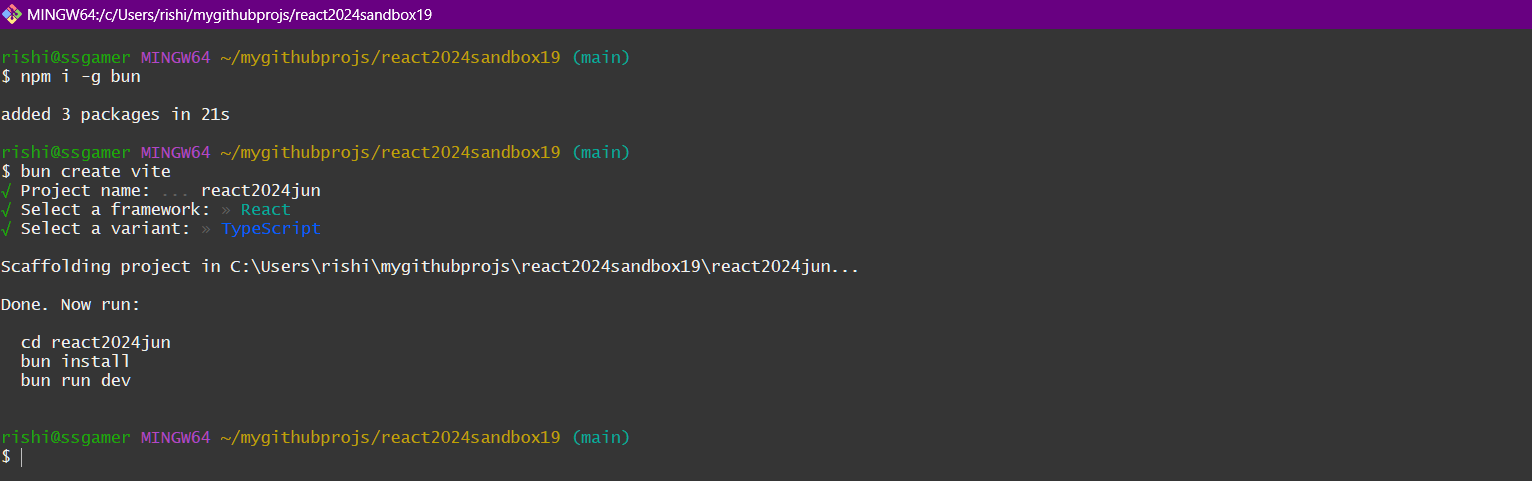 MINGW64:/c/Users/rishi/mygithubprojs/react2024sandbox19
rishi@ssgamer MINGW64 ~/mygithubprojs/react2024sandbox19 (main)
$ npm i -g bun
added 3 packages in 21s
rishi@ssgamer MINGW64 ~/mygithubprojs/react2024sandbox19 (main)
$ bun create vite
√ Project name: ... react2024jun
√ Select a framework: » React
√ Select a variant: » TypeScript
Scaffolding project in C:\Users\rishi\mygithubprojs\react2024sandbox19\react2024jun...
Done. Now run:
cd react2024jun
bun install
bun run dev
rishi@ssgamer MINGW64 ~/mygithubprojs/react2024sandbox19 (main)
$